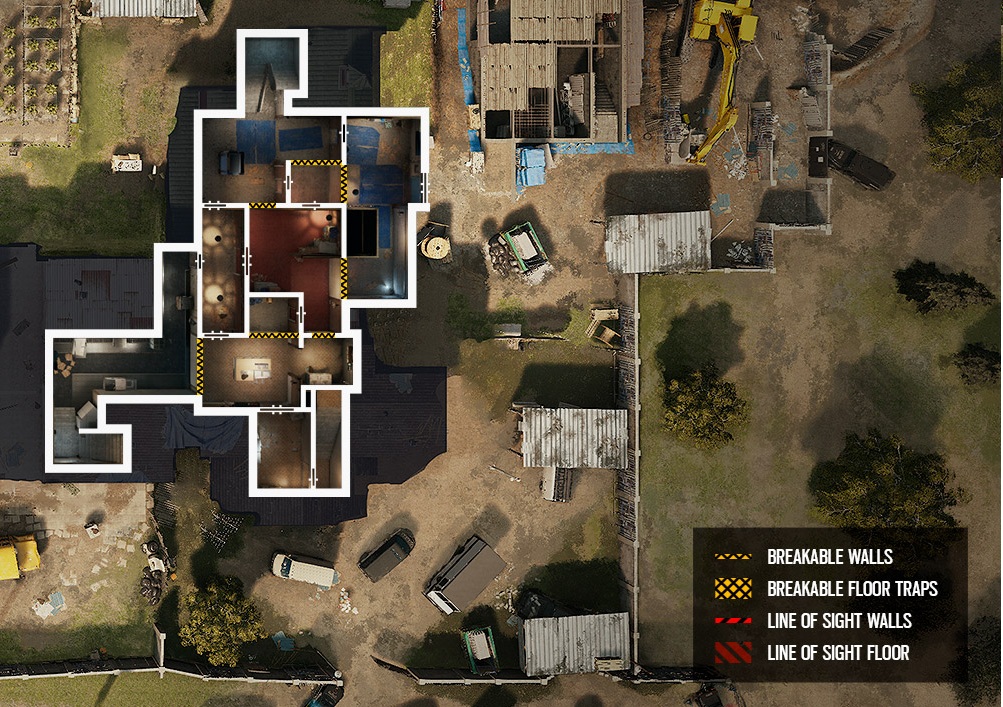 BREAKABLE WALLS
BREAKABLE FLOOR TRAPS
LINE OF SIGHT WALLS
LINE OF SIGHT FLOOR